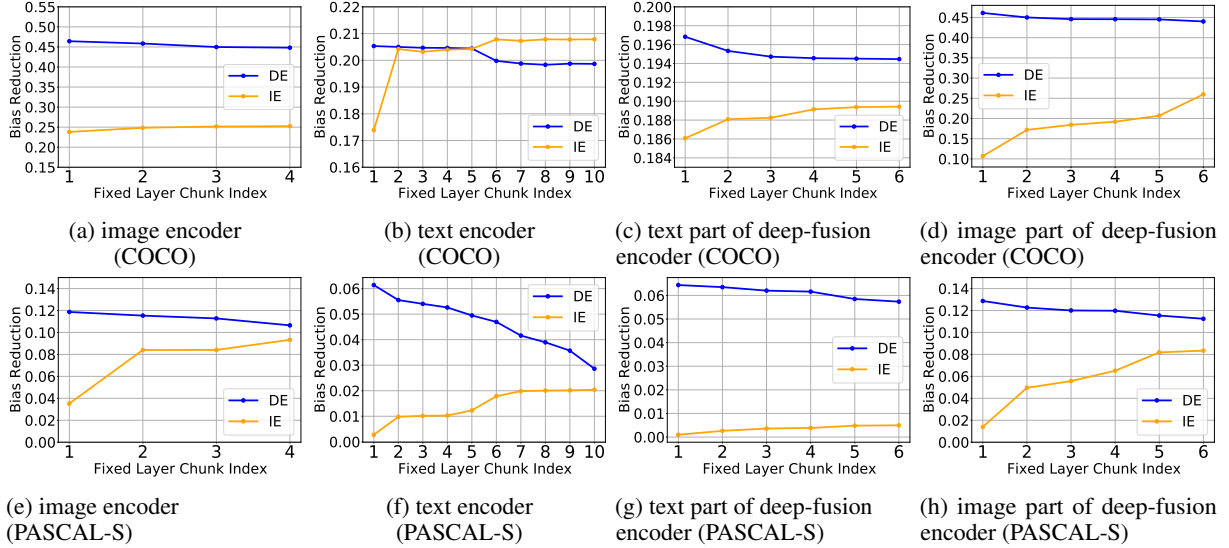 0.55
0.50
0.45
0.40
0.35
0.30
0.25
0.20
0.15
Bias Reduction
DE
IE
1 2 3 4
Fixed Layer Chunk Index
(a) image encoder
(COCO)
0.22
0.21
0.20
0.19
0.18
0.17
0.16
Bias Reduction
DE
IE
1 2 3 4 5 6 7 8 9 10
Fixed Layer Chunk Index
(b) text encoder
(COCO)
0.200
0.198
0.196
0.194
0.192
0.190
0.188
0.186
0.184
Bias Reduction
DE
IE
1 2 3 4 5 6
Fixed Layer Chunk Index
(c) text part of deep-fusion
encoder (COCO)
0.45
0.40
0.35
0.30
0.25
0.20
0.15
0.10
Bias Reduction
DE
IE
1 2 3 4 5 6
Fixed Layer Chunk Index
(d) image part of deep-fusion
encoder (COCO)
0.14
0.12
0.10
0.08
0.06
0.04
0.02
0.00
Bias Reduction
DE
IE
1 2 3 4
Fixed Layer Chunk Index
(e) image encoder
(PASCAL-S)
0.06
0.05
0.04
0.03
0.02
0.01
0.00
Bias Reduction
DE
IE
1 2 3 4 5 6 7 8 9 10
Fixed Layer Chunk Index
(f) text encoder
(PASCAL-S)
0.06
0.05
0.04
0.03
0.02
0.01
0.00
Bias Reduction
DE
IE
1 2 3 4 5 6
Fixed Layer Chunk Index
(g) text part of deep-fusion
encoder (PASCAL-S)
0.14
0.12
0.10
0.08
0.06
0.04
0.02
0.00
Bias Reduction
DE
IE
1 2 3 4 5 6
Fixed Layer Chunk Index
(h) image part of deep-fusion
encoder (PASCAL-S)